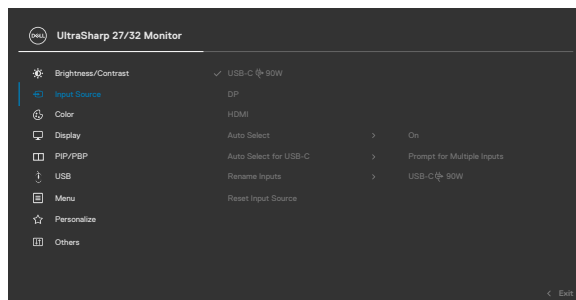 DELL UltraSharp 27/32 Monitor
Brightness/Contrast
USB-C 90W
Input Source
DP
Color
HDMI
Display
Auto Select > On
PIP/PBP
Auto Select for USB-C > Prompt for Multiple Inputs
USB
Rename Inputs > USB-C 90W
Menu
Reset Input Source
Personalize
Others
< Exit